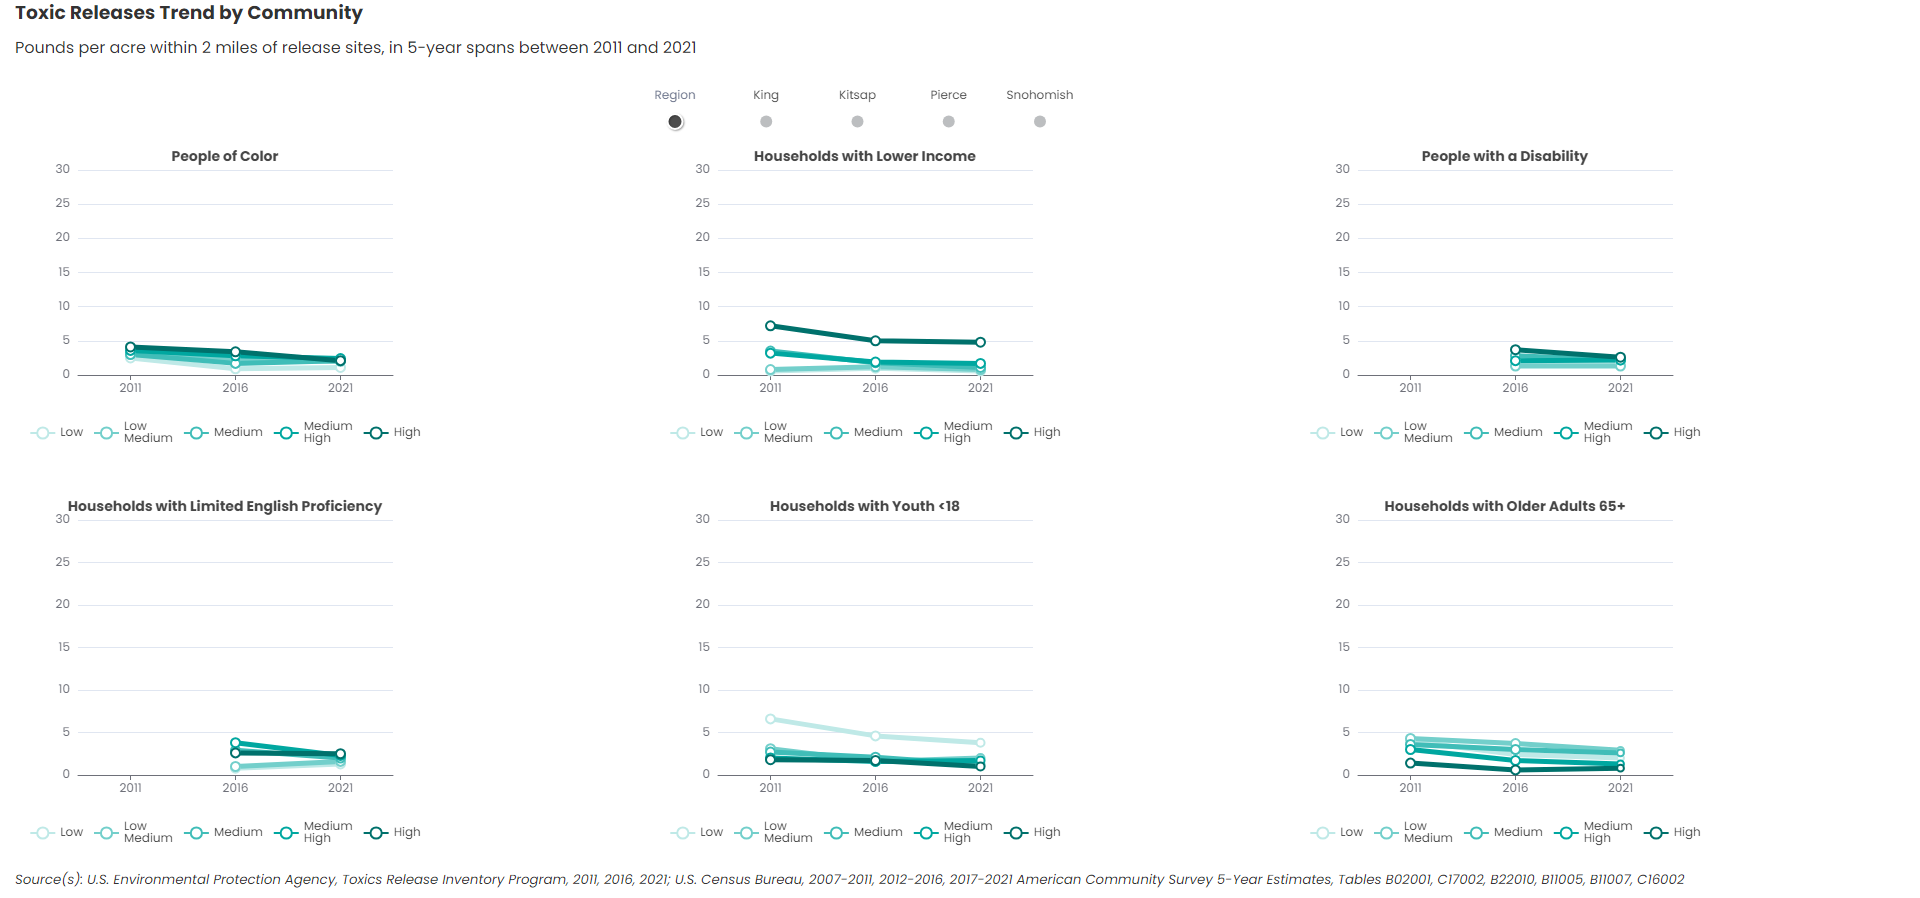 Toxic Releases Trend by Community
Pounds per acre within 2 miles of release sites, in 5-year spans between 2011 and 2021
Region King Kitsap Pierce Snohomish
People of Color
30
25
20
15
10
5
0
2011 2016 2021
Low
Low
Medium
Medium
Medium
High
High
Households with Lower Income
30
25
20
15
10
5
0
2011 2016 2021
Low
Low
Medium
Medium
Medium
High
High
People with a Disability
30
25
20
15
10
5
0
2011 2016 2021
Low
Low
Medium
Medium
Medium
High
High
Households with Limited English Proficiency
30
25
20
15
10
5
0
2011 2016 2021
Low
Low
Medium
Medium
Medium
High
High
Households with Youth <18
30
25
20
15
10
5
0
2011 2016 2021
Low
Low
Medium
Medium
Medium
High
High
Households with Older Adults 65+
30
25
20
15
10
5
0
2011 2016 2021
Low
Low
Medium
Medium
Medium
High
High
Source(s): U.S. Environmental Protection Agency, Toxics Release Inventory Program, 2011, 2016, 2021; U.S. Census Bureau, 2007-2011, 2012-2016, 2017-2021 American Community Survey 5-Year Estimates, Tables B02001, C17002, B22010, B11005, B11007, C16002